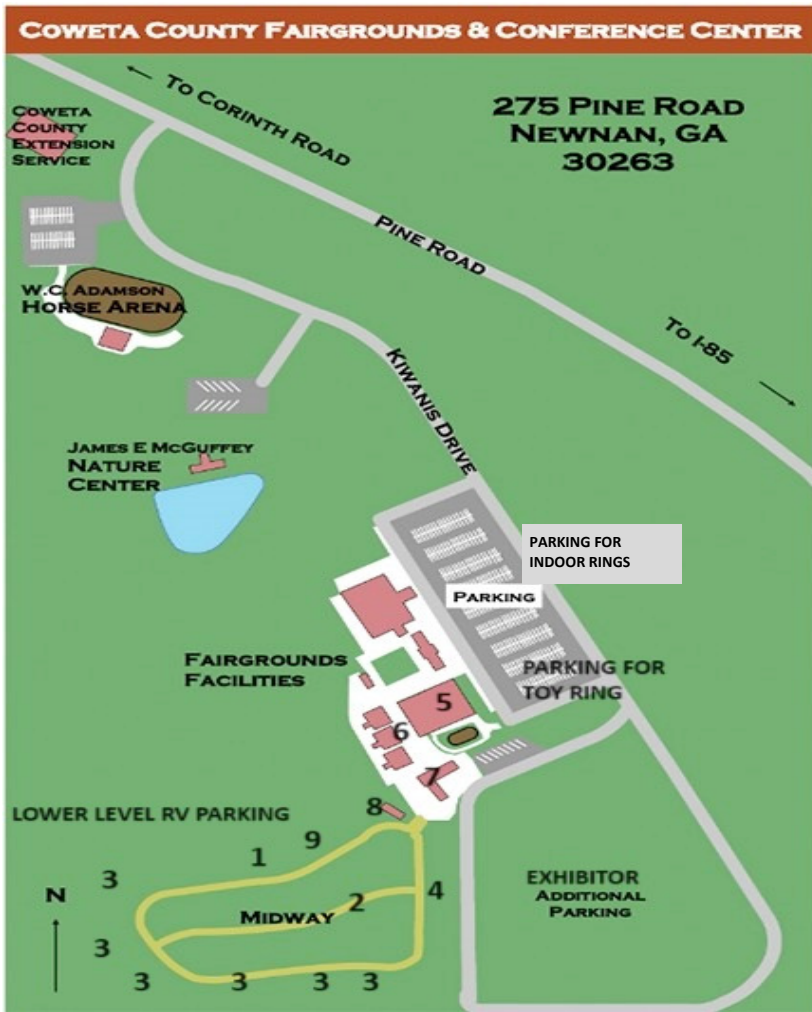 COWETA COUNTY FAIRGROUNDS & CONFERENCE CENTER
TO CORINTH ROAD
275 PINE ROAD
NEWNAN, GA
30263
COWETA
COUNTY
EXTENSION
SERVICE
PINE ROAD
W.C. ADAMSON
HORSE ARENA
TO I-85
KIWANIS DRIVE
JAMES E MCGUFFEY
NATURE
CENTER
PARKING FOR
INDOOR RINGS
PARKING
FAIRGROUNDS
FACILITIES
PARKING FOR
TOY RING
5
6
7
8
LOWER LEVEL RV PARKING
9
1
3
EXHIBITOR
ADDITIONAL
PARKING
N
2
4
MIDWAY
3
3
3
3
3